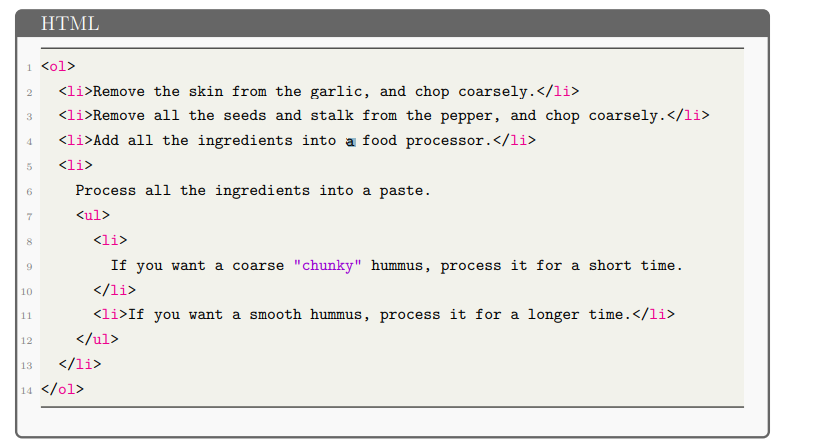 HTML
1 <ol>
2   <li>Remove the skin from the garlic, and chop coarsely.</li>
3   <li>Remove all the seeds and stalk from the pepper, and chop coarsely.</li>
4   <li>Add all the ingredients into a food processor.</li>
5   <li>
6     Process all the ingredients into a paste.
7     <ul>
8       <li>
9         If you want a coarse "chunky" hummus, process it for a short time.
10       </li>
11       <li>If you want a smooth hummus, process it for a longer time.</li>
12     </ul>
13   </li>
14 </ol>